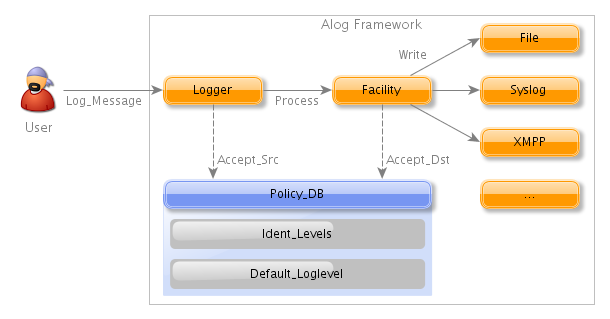 Alog Framework
File
Write
Logger
Facility
Syslog
Log_Message
Process
User
XMPP
Accept_Src
Accept_Dst
Policy_DB
...
Ident_Levels
Default_Loglevel